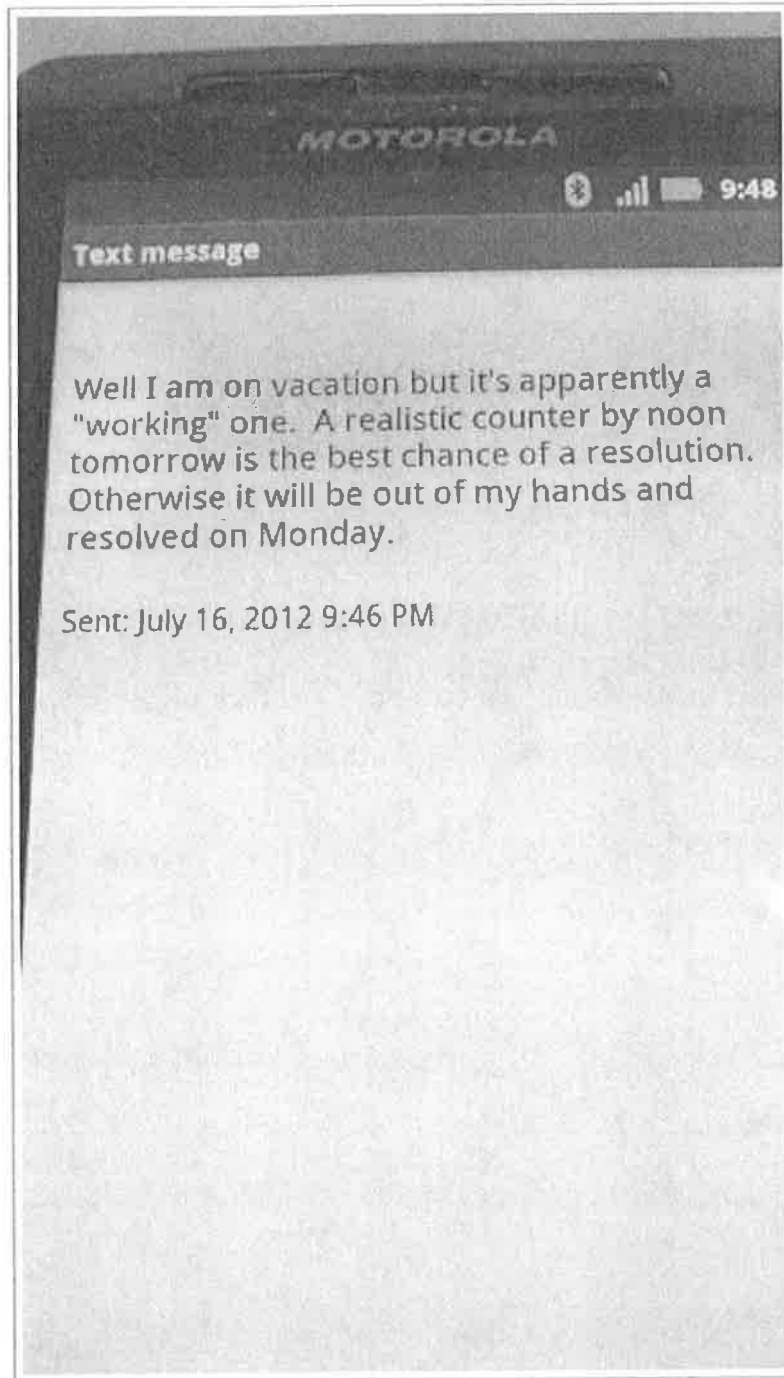 MOTOROLA
9:48
Text message
Well I am on vacation but it's apparently a
"working" one. A realistic counter by noon
tomorrow is the best chance of a resolution.
Otherwise it will be out of my hands and
resolved on Monday.
Sent: July 16, 2012 9:46 PM